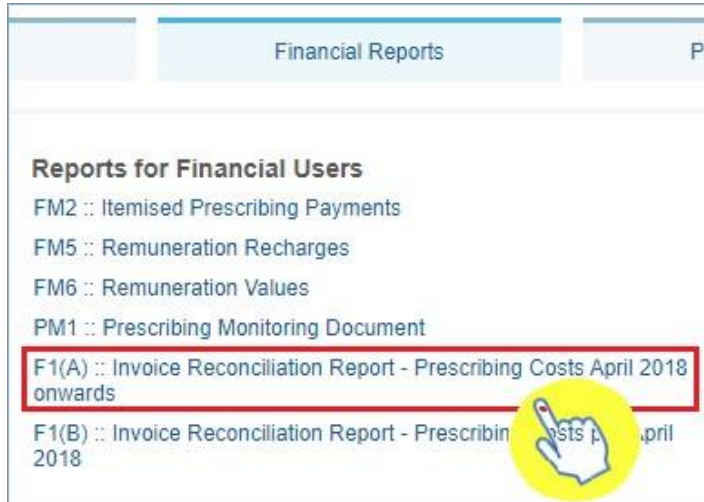 Financial Reports
P
Reports for Financial Users
FM2 :: Itemised Prescribing Payments
FM5 :: Remuneration Recharges
FM6 :: Remuneration Values
PM1 :: Prescribing Monitoring Document
F1(A) :: Invoice Reconciliation Report - Prescribing Costs April 2018
onwards
F1(B) :: Invoice Reconciliation Report -
2018